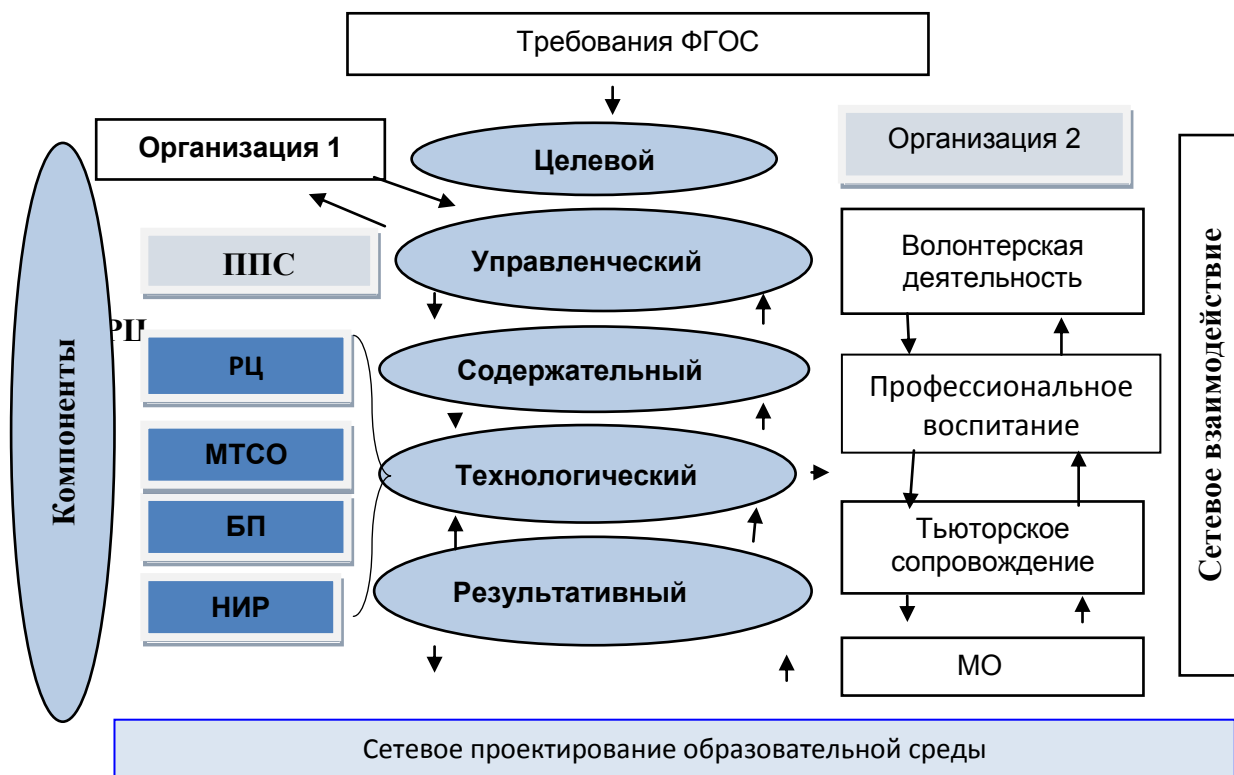 Требования ФГОС
Организация 1
Целевой
Организация 2
Управленческий
ППС
Волонтерская
деятельность
РЦ
РЦ
Содержательный
Профессиональное
воспитание
МТСО
Технологический
БП
Тьюторское
сопровождение
НИР
Результативный
МО
Компоненты
Сетевое взаимодействие
Сетевое проектирование образовательной среды